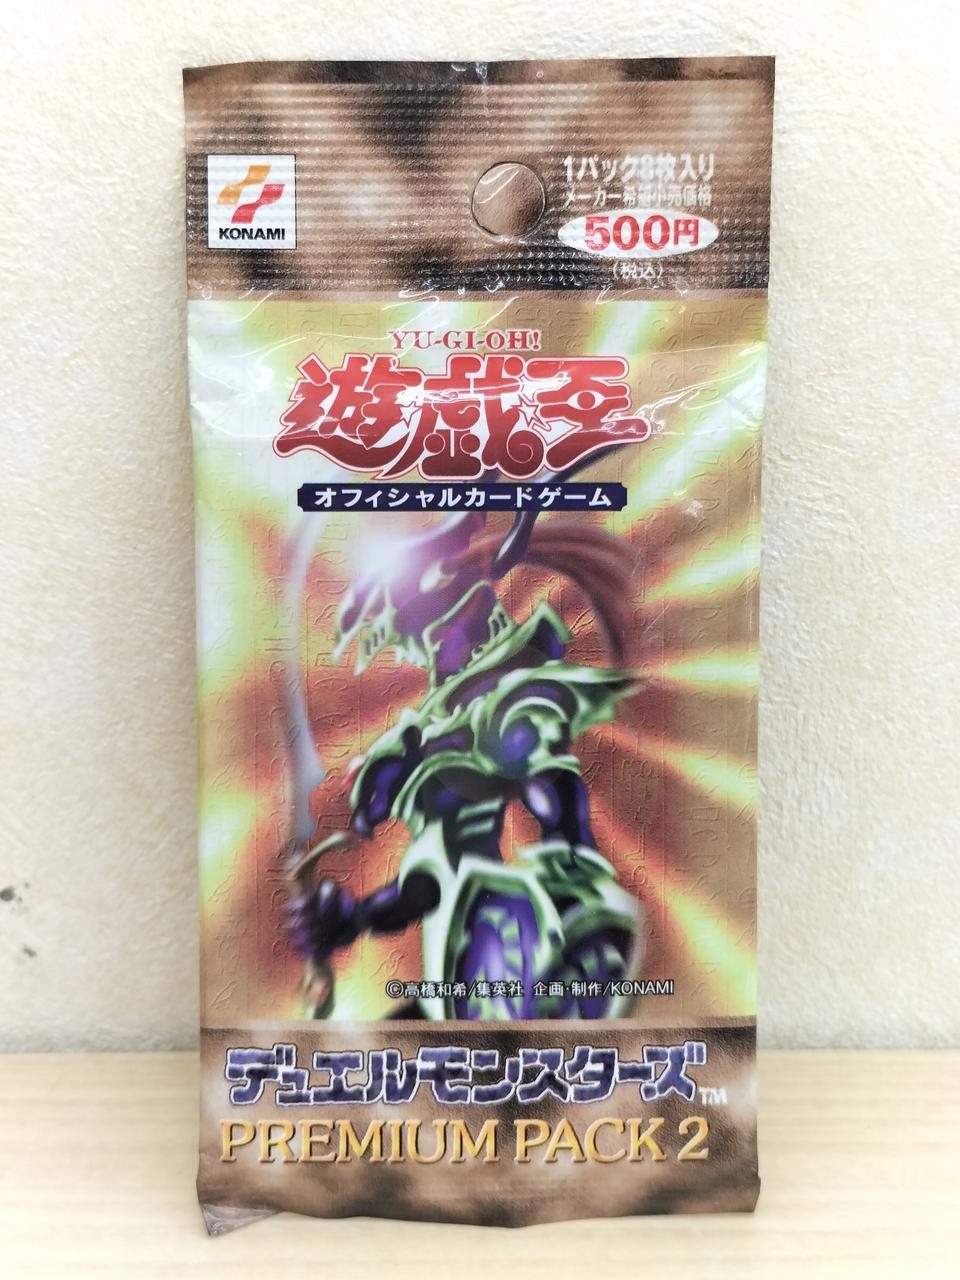 KONAMI
1パック8枚入り
メーカー希望小売価格
500円
(税込)
YU-GI-OH!
遊戯王
オフィシャルカードゲーム
©高橋和希/集英社 企画・制作/KONAMI
デュエルモンスターズ™
PREMIUM PACK 2